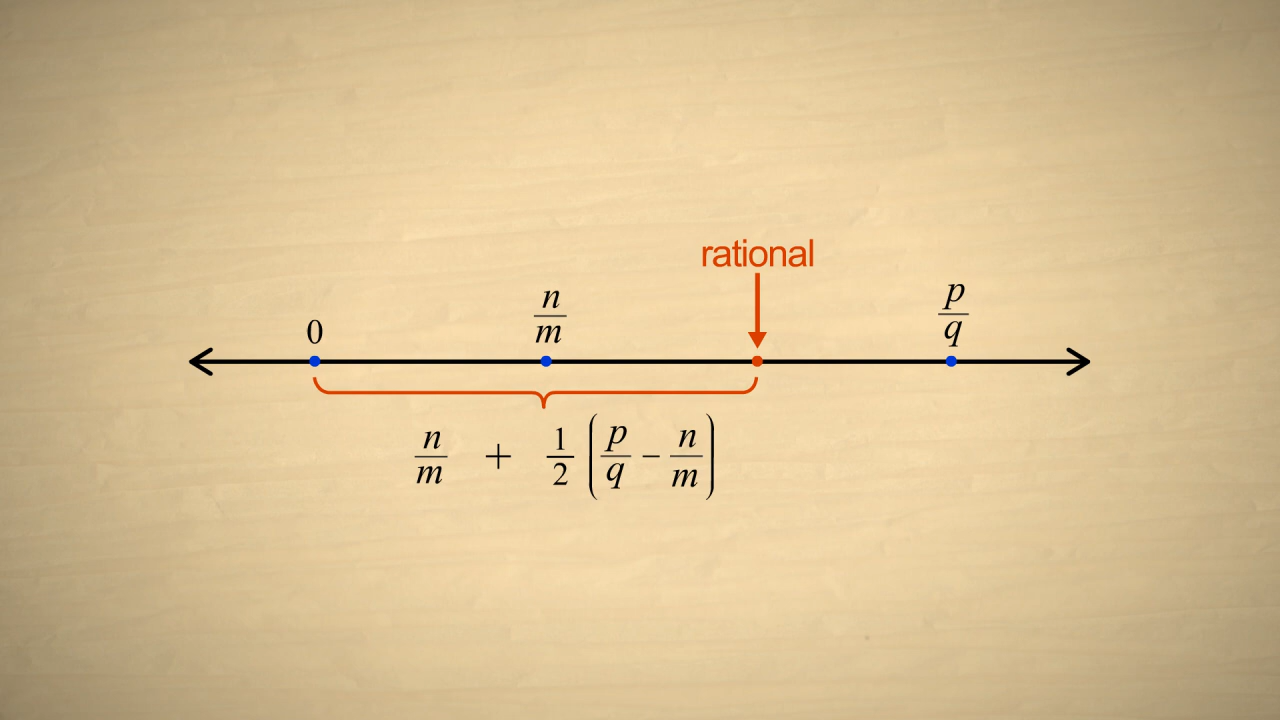 rational
0 n/m p/q
n/m + 1/2 (p/q − n/m)